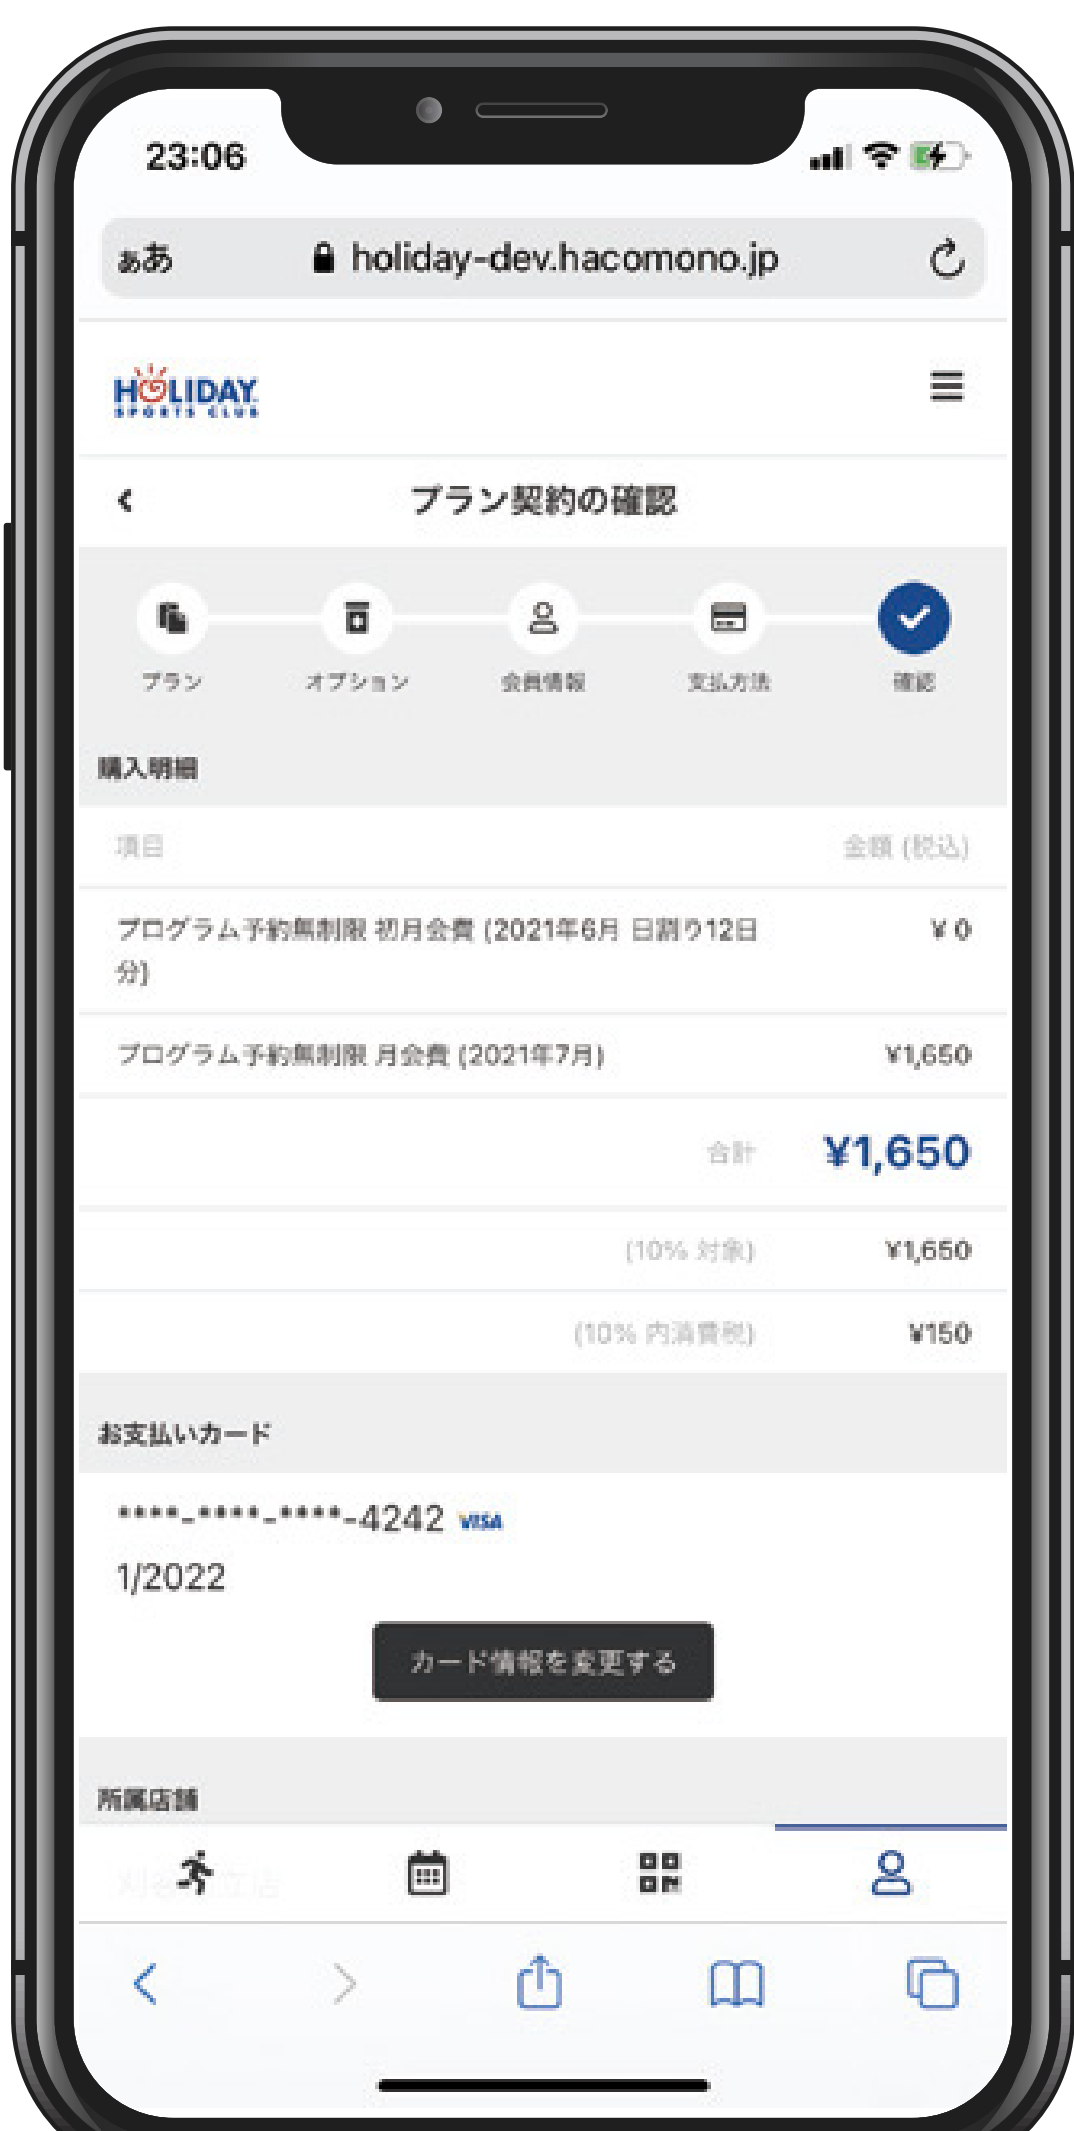 23:06
ぁあ holiday-dev.hacomono.jp
HOLIDAY
SPORTS CLUB
プラン契約の確認
プラン オプション 会員情報 支払方法 確認
購入明細
項目 金額 (税込)
プログラム予約無制限 初月会費 (2021年6月 日割り12日
分) ¥ 0
プログラム予約無制限 月会費 (2021年7月) ¥1,650
合計 ¥1,650
(10% 対象) ¥1,650
(10% 内消費税) ¥150
お支払いカード
****-****-****-4242 VISA
1/2022
カード情報を変更する
所属店舗